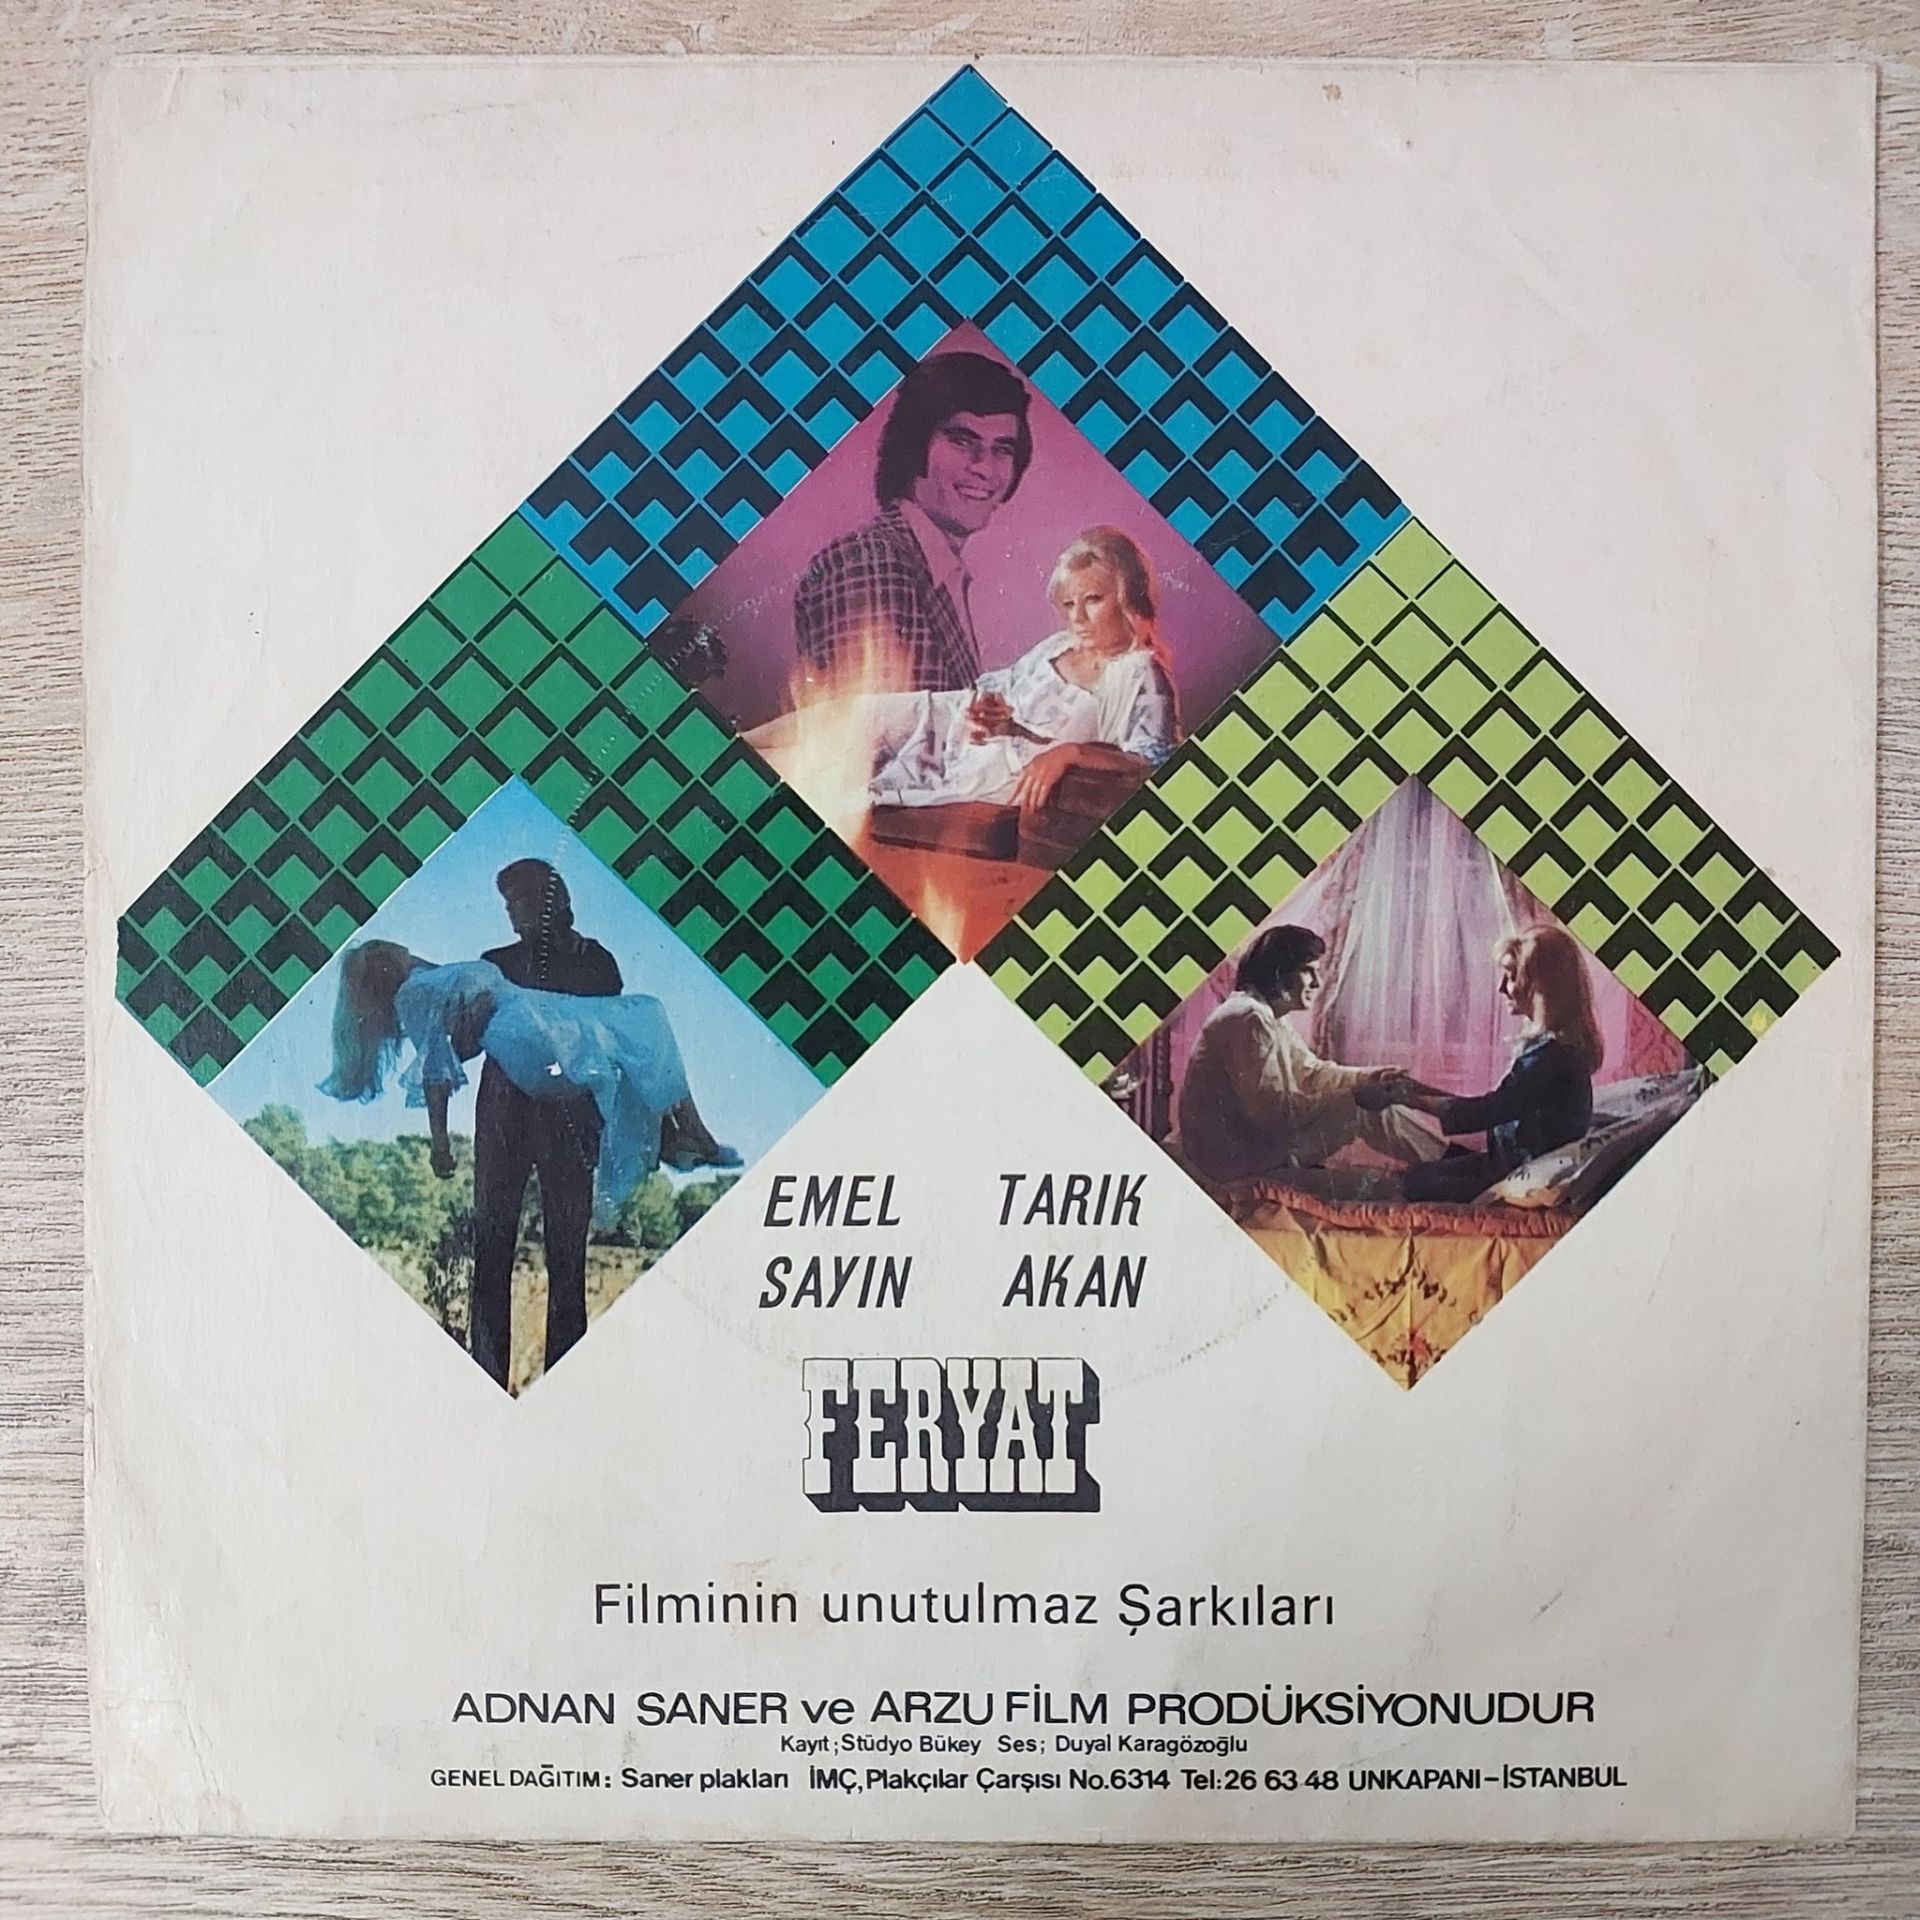 EMEL TARIK
SAYIN AKAN
FERYAT
Filminin unutulmaz Şarkıları
ADNAN SANER ve ARZU FİLM PRODÜKSİYONUDUR
Kayıt;Stüdyo Bükey Ses; Duyal Karagözoğlu
GENEL DAĞITIM: Saner plakları İMÇ,Plakçılar Çarşısı No.6314 Tel:26 63 48 UNKAPANI-İSTANBUL